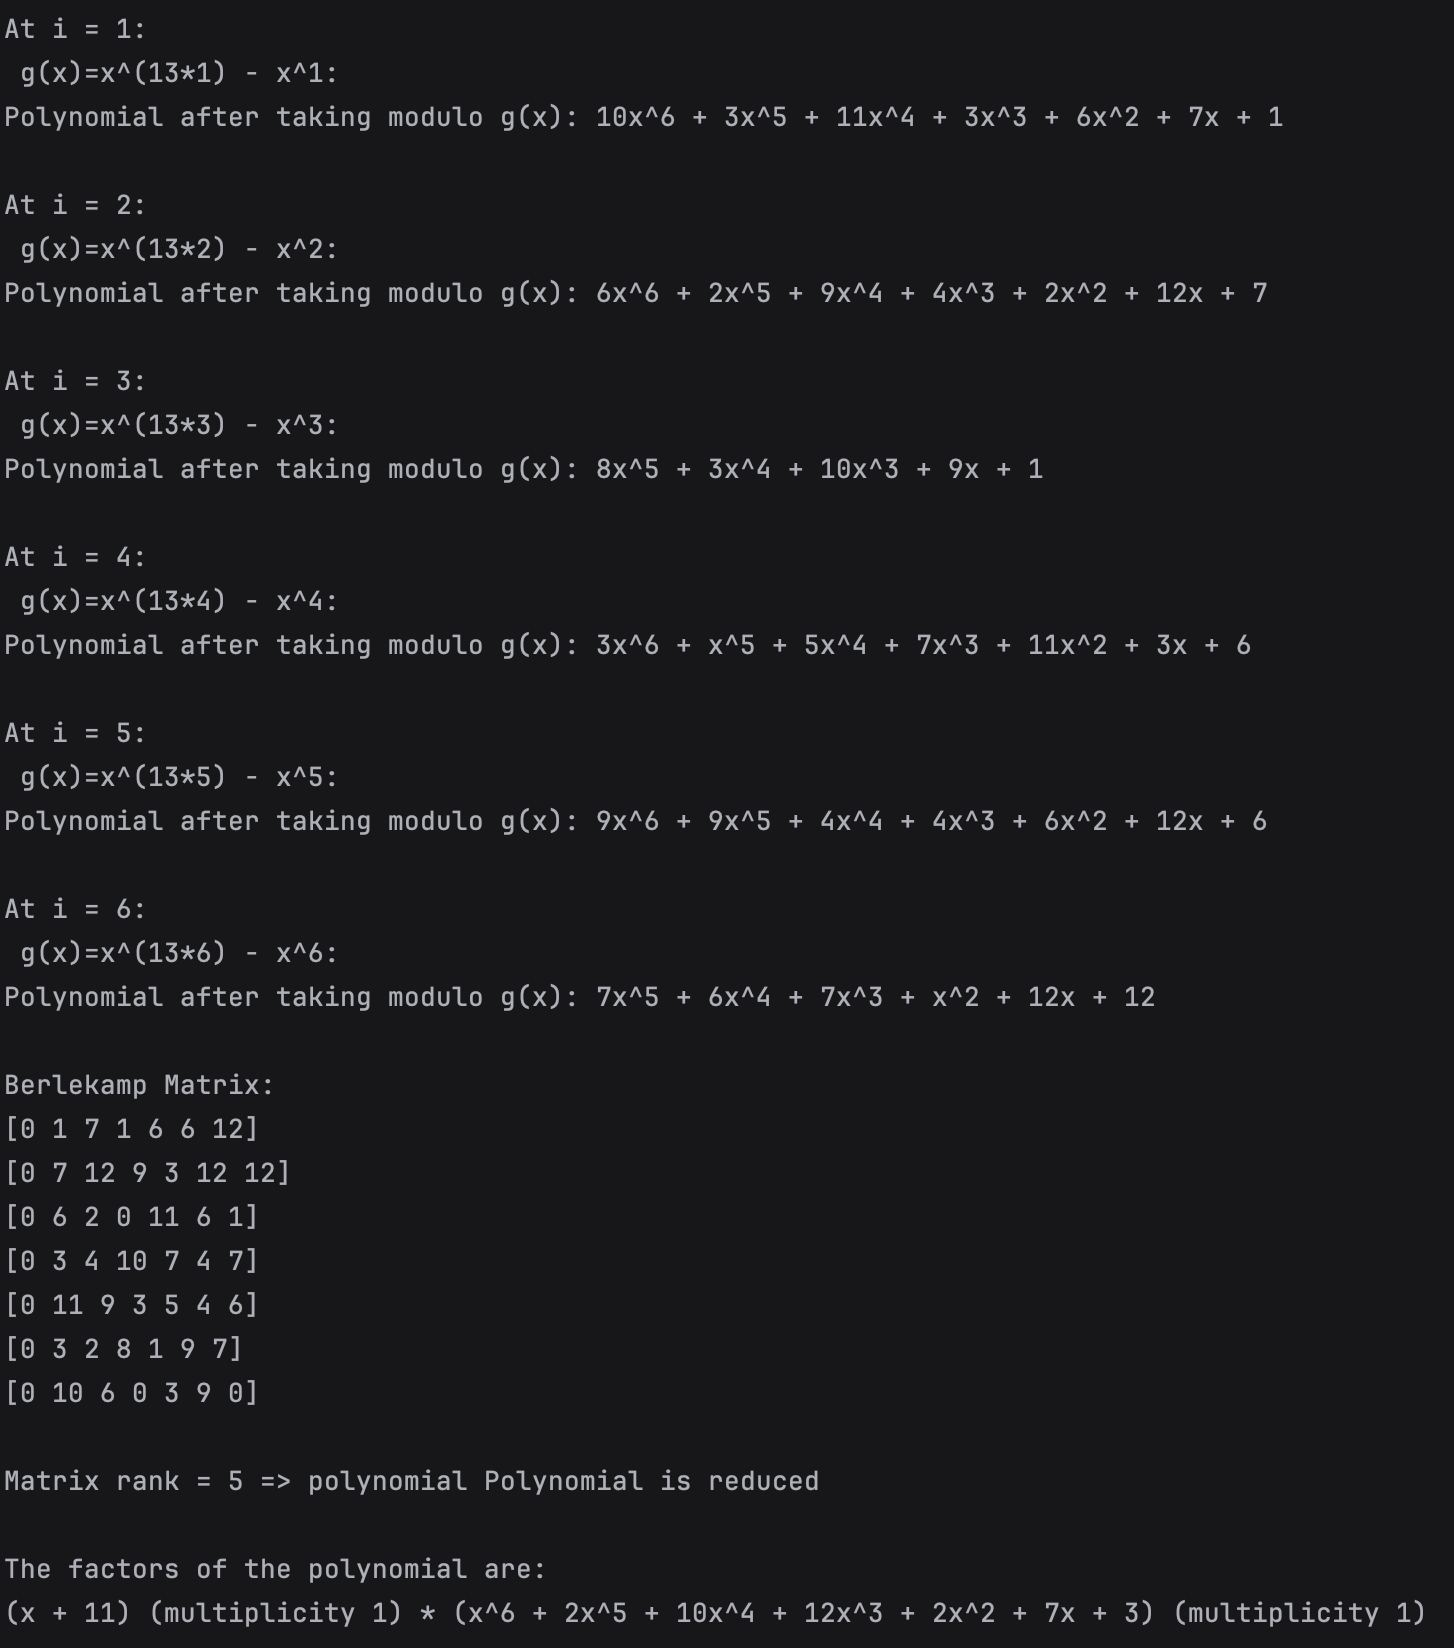 At i = 1:
 g(x)=x^(13*1) - x^1:
Polynomial after taking modulo g(x): 10x^6 + 3x^5 + 11x^4 + 3x^3 + 6x^2 + 7x + 1

At i = 2:
 g(x)=x^(13*2) - x^2:
Polynomial after taking modulo g(x): 6x^6 + 2x^5 + 9x^4 + 4x^3 + 2x^2 + 12x + 7

At i = 3:
 g(x)=x^(13*3) - x^3:
Polynomial after taking modulo g(x): 8x^5 + 3x^4 + 10x^3 + 9x + 1

At i = 4:
 g(x)=x^(13*4) - x^4:
Polynomial after taking modulo g(x): 3x^6 + x^5 + 5x^4 + 7x^3 + 11x^2 + 3x + 6

At i = 5:
 g(x)=x^(13*5) - x^5:
Polynomial after taking modulo g(x): 9x^6 + 9x^5 + 4x^4 + 4x^3 + 6x^2 + 12x + 6

At i = 6:
 g(x)=x^(13*6) - x^6:
Polynomial after taking modulo g(x): 7x^5 + 6x^4 + 7x^3 + x^2 + 12x + 12

Berlekamp Matrix:
[0 1 7 1 6 6 12]
[0 7 12 9 3 12 12]
[0 6 2 0 11 6 1]
[0 3 4 10 7 4 7]
[0 11 9 3 5 4 6]
[0 3 2 8 1 9 7]
[0 10 6 0 3 9 0]

Matrix rank = 5 => polynomial Polynomial is reduced

The factors of the polynomial are:
(x + 11) (multiplicity 1) * (x^6 + 2x^5 + 10x^4 + 12x^3 + 2x^2 + 7x + 3) (multiplicity 1)